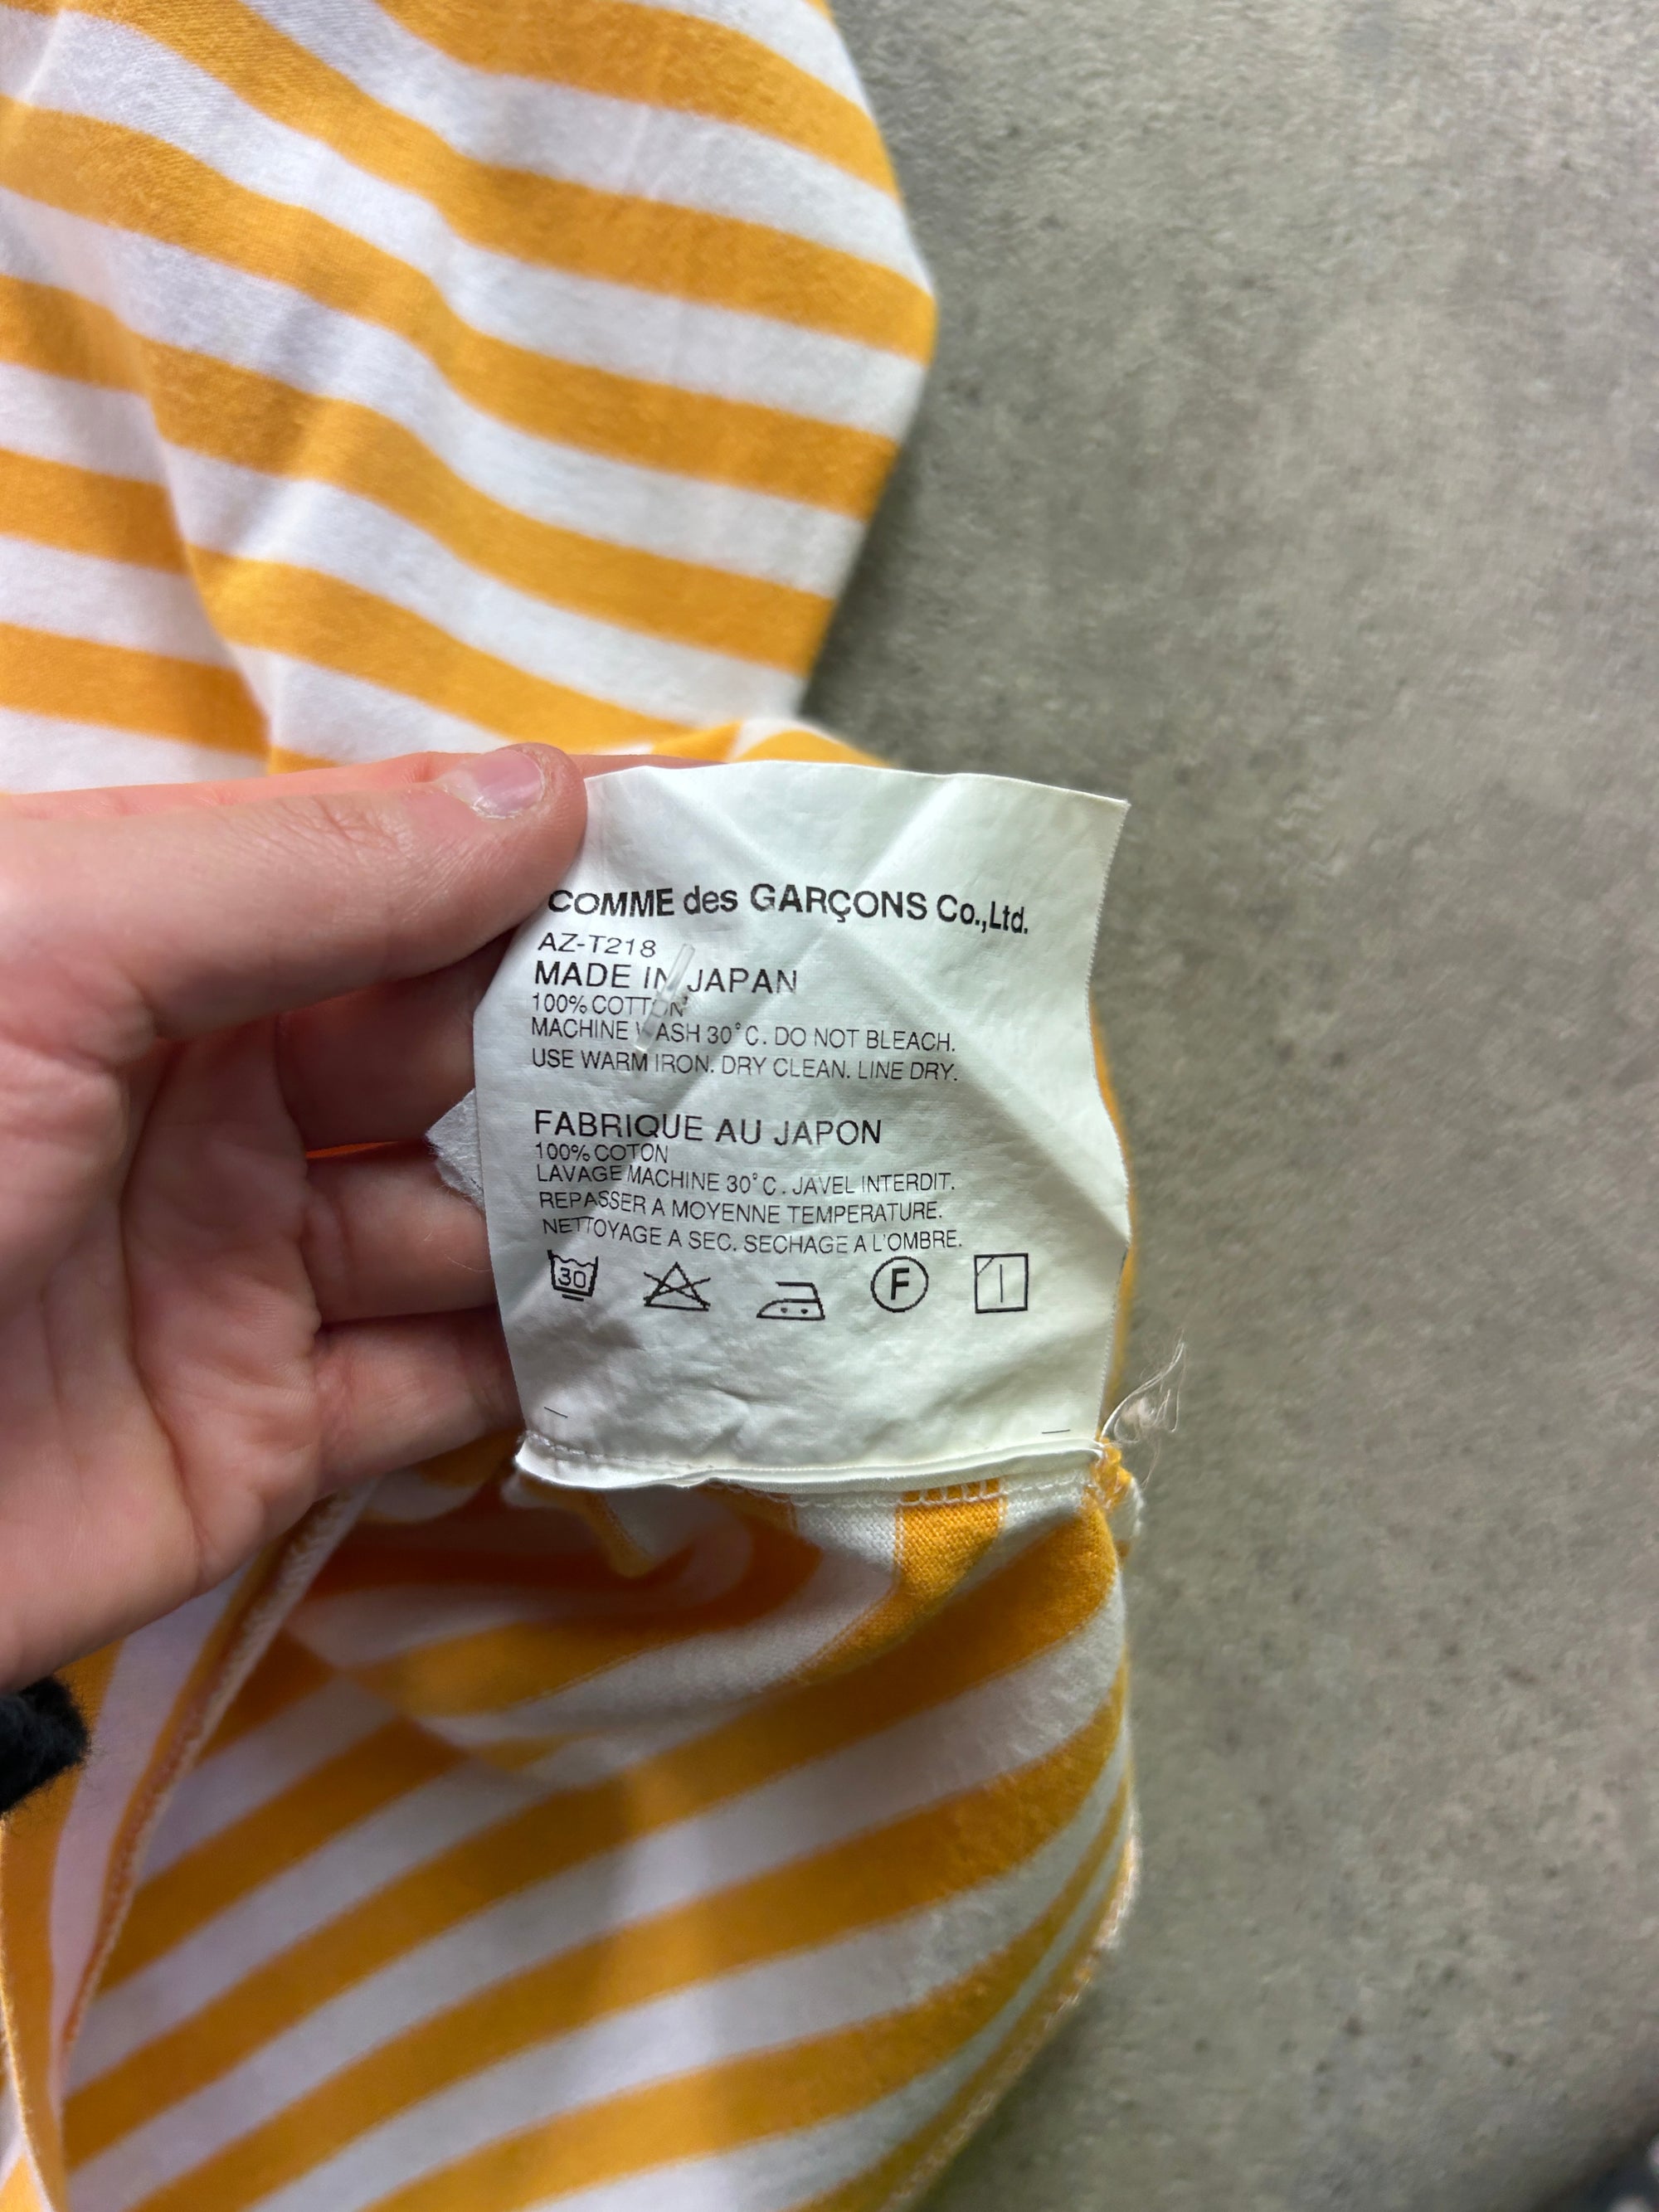 COMME des GARÇONS Co.,Ltd.
AZ-T218
MADE IN JAPAN
100% COTTON
MACHINE WASH 30°C. DO NOT BLEACH.
USE WARM IRON. DRY CLEAN. LINE DRY.
FABRIQUE AU JAPON
100% COTON
LAVAGE MACHINE 30°C. JAVEL INTERDIT.
REPASSER A MOYENNE TEMPERATURE.
NETTOYAGE A SEC. SECHAGE A L'OMBRE.
30 F